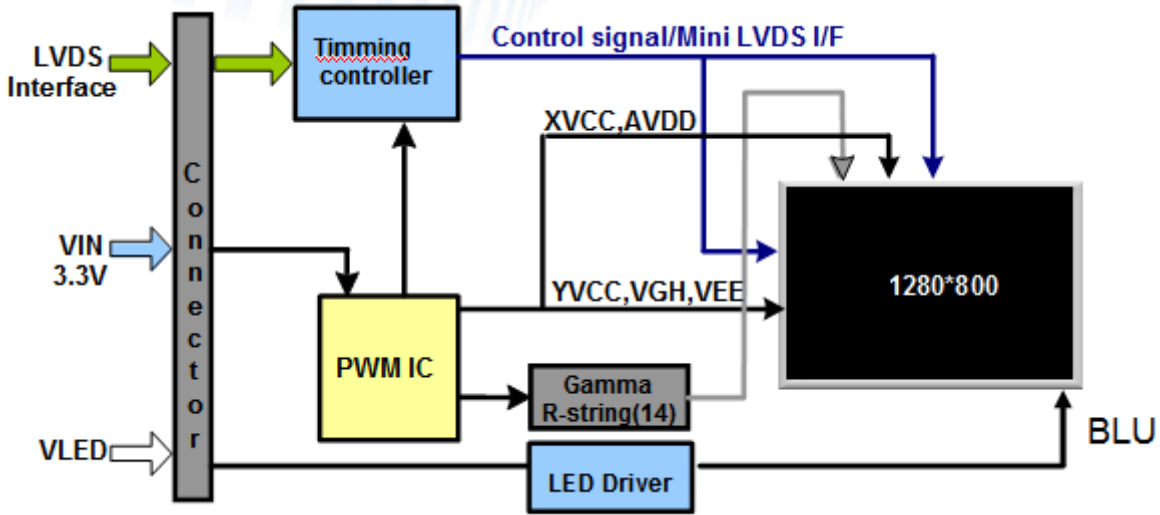 LVDS
Interface
Timming
controller
Control signal/Mini LVDS I/F
XVCC,AVDD
Connector
VIN
3.3V
1280*800
YVCC,VGH,VEE
PWM IC
Gamma
R-string(14)
VLED
LED Driver
BLU